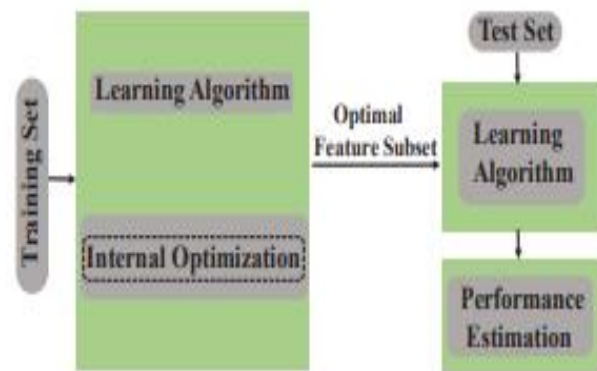 Training Set
Learning Algorithm
Internal Optimization
Optimal
Feature Subset
Test Set
Learning
Algorithm
Performance
Estimation